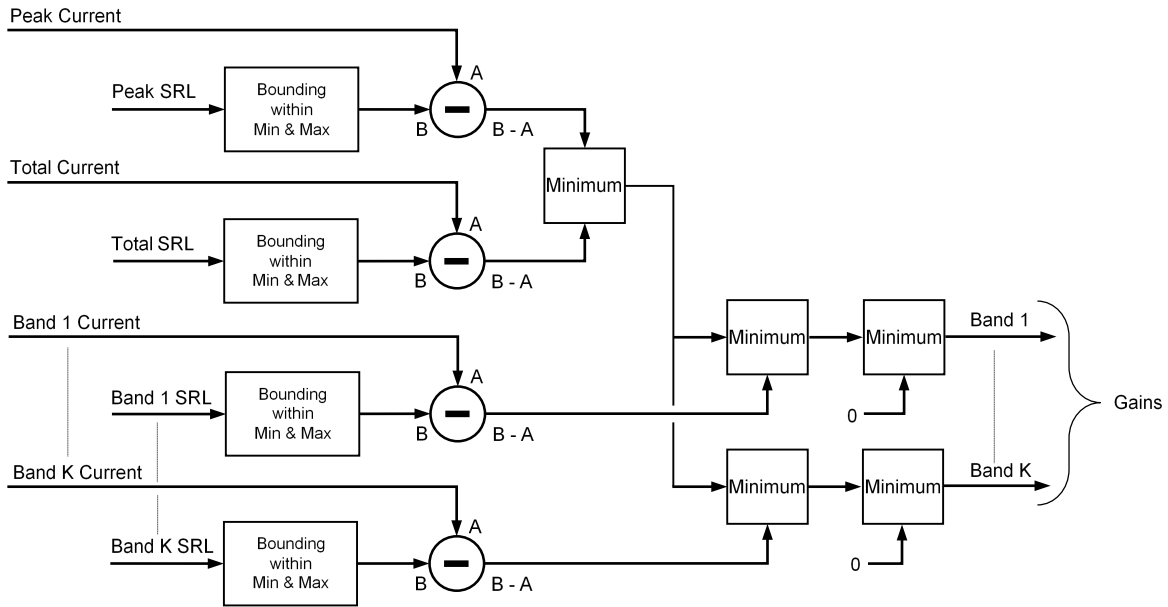 Peak Current
A
Peak SRL
Bounding
within
Min & Max
B
B - A
Minimum
Total Current
A
Total SRL
Bounding
within
Min & Max
B
B - A
Band 1 Current
Minimum
Minimum
Band 1
A
Band 1 SRL
Bounding
within
Min & Max
B
B - A
0
Gains
Band K Current
Minimum
Minimum
Band K
A
Band K SRL
Bounding
within
Min & Max
B
B - A
0